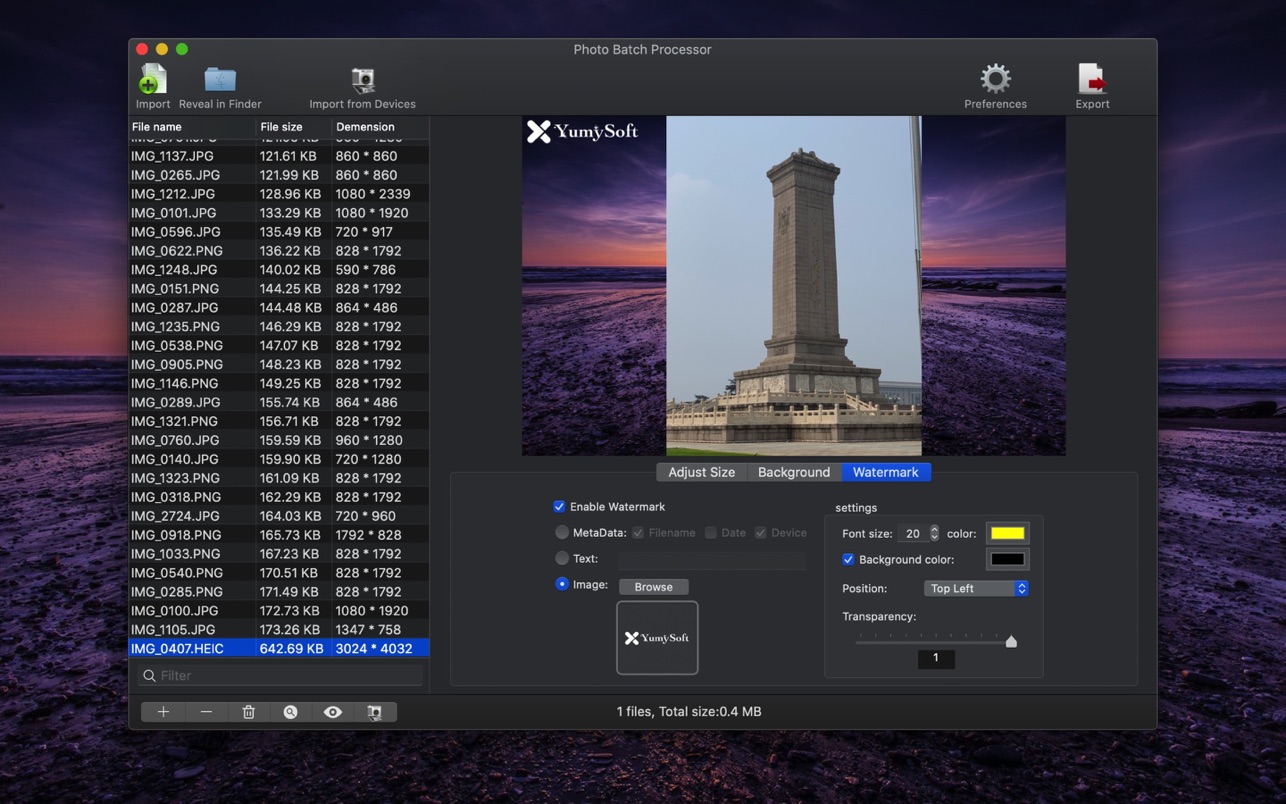 Photo Batch Processor
Import Reveal in Finder Import from Devices Preferences Export
File name File size Demension
IMG_1137.JPG 121.61 KB 860 * 860
IMG_0265.JPG 121.99 KB 860 * 860
IMG_1212.JPG 128.96 KB 1080 * 2339
IMG_0101.JPG 133.29 KB 1080 * 1920
IMG_0596.JPG 135.49 KB 720 * 917
IMG_0622.PNG 136.22 KB 828 * 1792
IMG_1248.JPG 140.02 KB 590 * 786
IMG_0151.PNG 144.25 KB 828 * 1792
IMG_0287.JPG 144.48 KB 864 * 486
IMG_1235.PNG 146.29 KB 828 * 1792
IMG_0538.PNG 147.07 KB 828 * 1792
IMG_0905.PNG 148.23 KB 828 * 1792
IMG_1146.PNG 149.25 KB 828 * 1792
IMG_0289.JPG 155.74 KB 864 * 486
IMG_1321.PNG 156.71 KB 828 * 1792
IMG_0760.JPG 159.59 KB 960 * 1280
IMG_0140.JPG 159.90 KB 720 * 1280
IMG_1323.PNG 161.09 KB 828 * 1792
IMG_0318.PNG 162.29 KB 828 * 1792
IMG_2724.JPG 164.03 KB 720 * 960
IMG_0918.PNG 165.73 KB 1792 * 828
IMG_1033.PNG 167.23 KB 828 * 1792
IMG_0540.PNG 170.51 KB 828 * 1792
IMG_0285.PNG 171.49 KB 828 * 1792
IMG_0100.JPG 172.73 KB 1080 * 1920
IMG_1105.JPG 173.26 KB 1347 * 758
IMG_0407.HEIC 642.69 KB 3024 * 4032
Filter
YumySoft
Adjust Size Background Watermark
Enable Watermark
MetaData: Filename Date Device
Text:
Image: Browse
YumySoft
settings
Font size: 20 color:
Background color:
Position: Top Left
Transparency:
1
1 files, Total size:0.4 MB